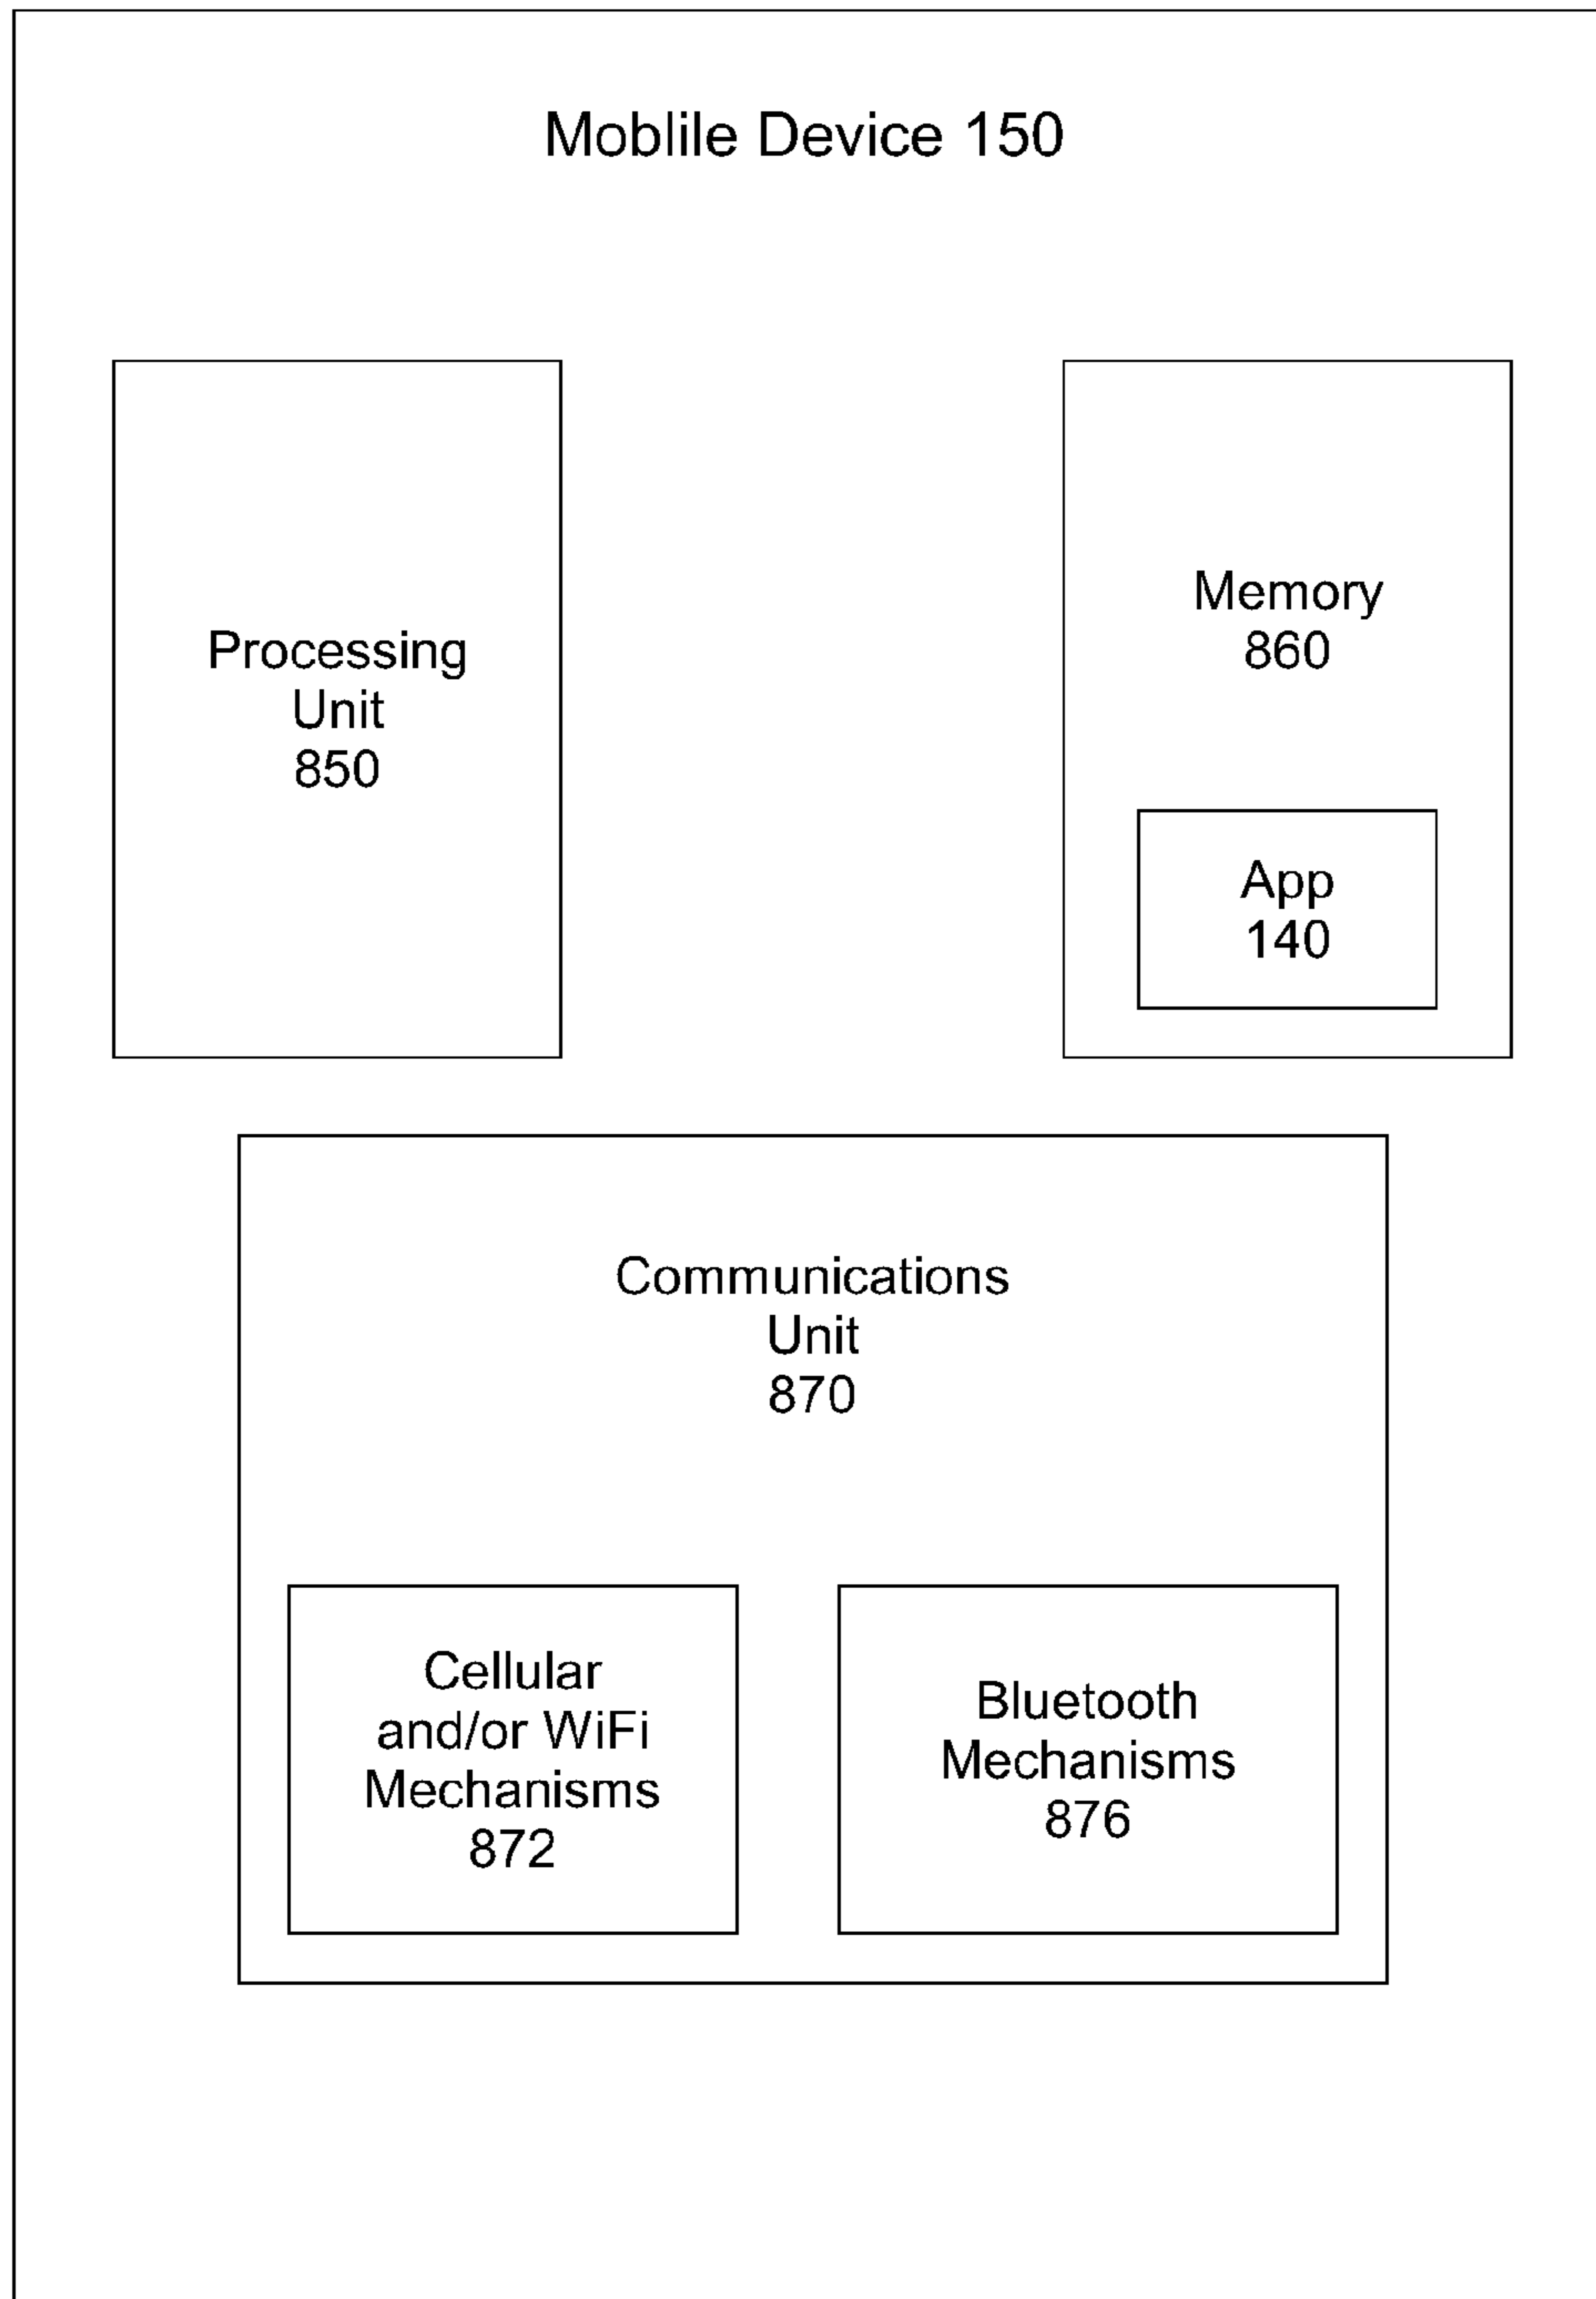 Moblile Device 150
Processing
Unit
850
Memory
860
App
140
Communications
Unit
870
Cellular
and/or WiFi
Mechanisms
872
Bluetooth
Mechanisms
876